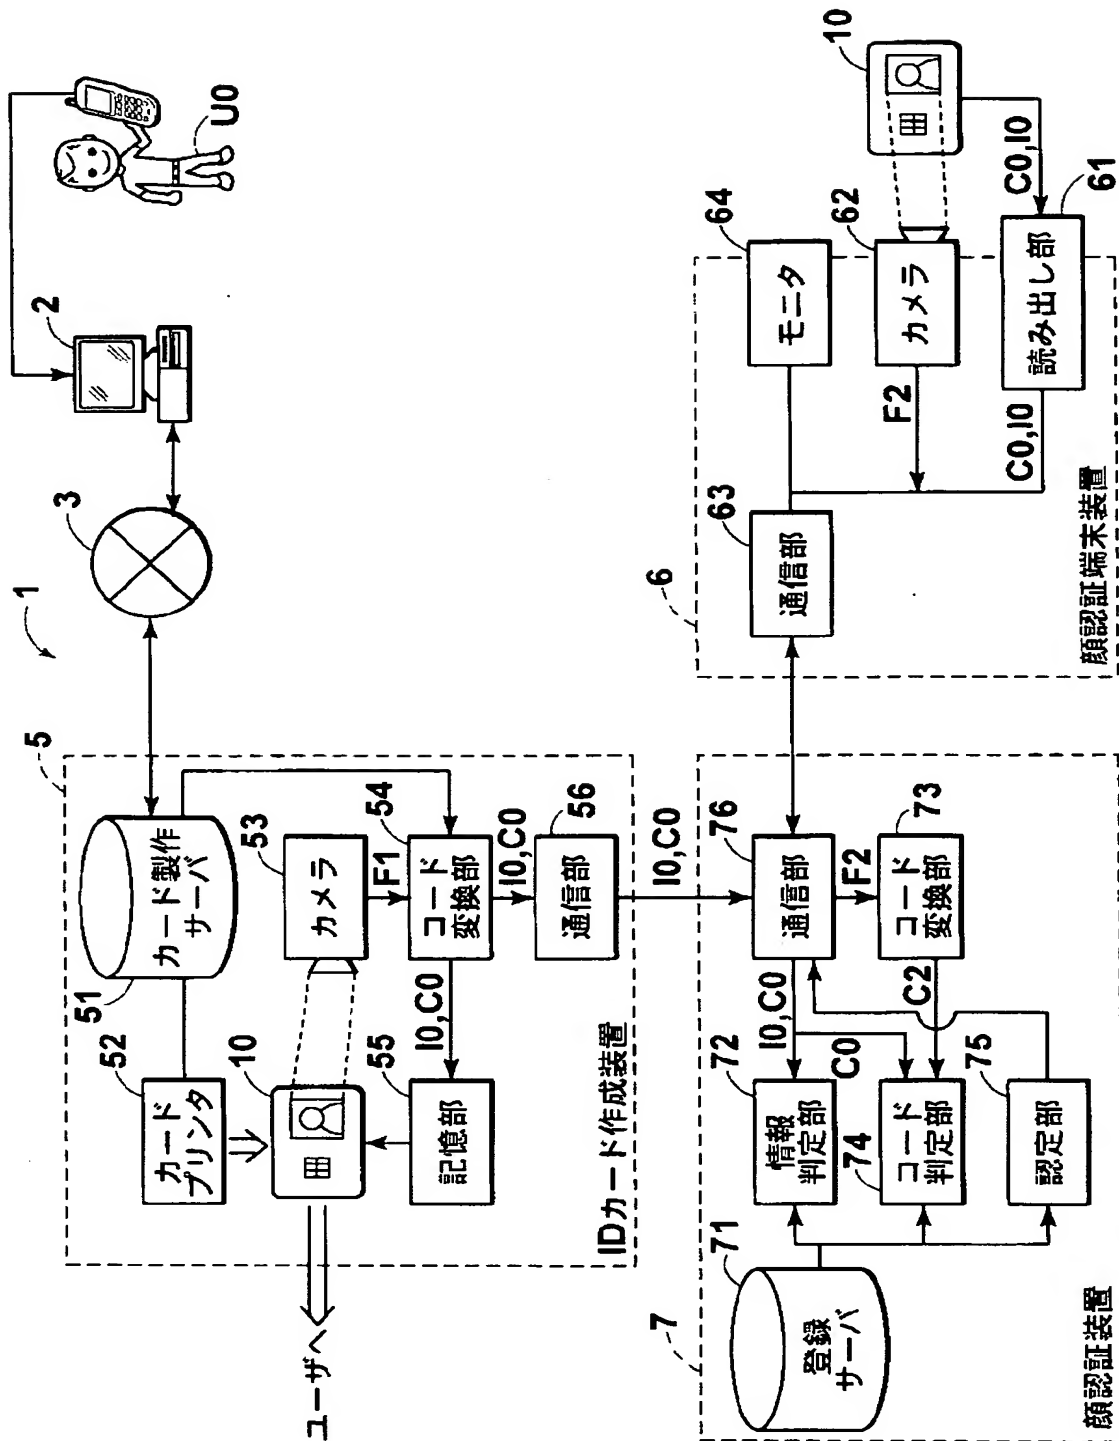 1
U0
2
3
5
51
カード製作
サーバ
52
カード
プリンタ
53
カメラ
F1
54
コード
変換部
I0,C0
56
通信部
10
I0,C0
55
記憶部
IDカード作成装置
ユーザへ
I0,C0
6
63
通信部
64
モニタ
62
カメラ
F2
10
C0,I0
61
読み出し部
C0,I0
顔認証端末装置
7
71
登録
サーバ
76
通信部
F2
73
コード
変換部
C2
I0,C0
C0
72
情報
判定部
74
コード
判定部
75
認定部
顔認証装置